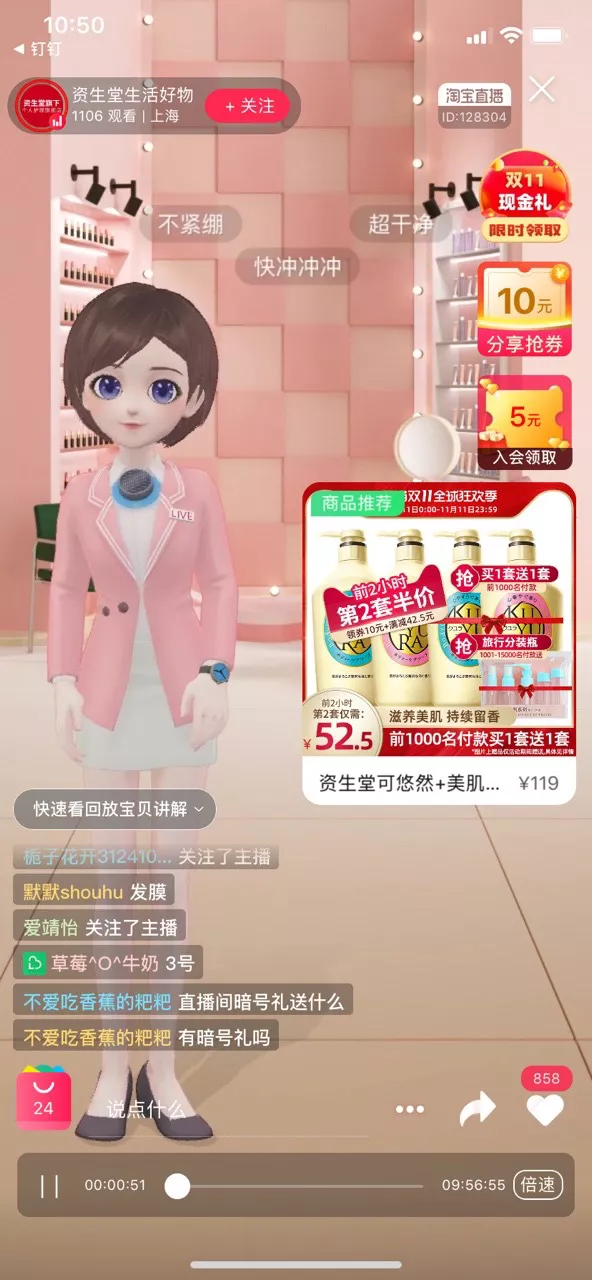 10:50
◀ 钉钉
资生堂旗下
资生堂生活好物
1106 观看 | 上海
+ 关注
淘宝直播
ID:128304
双11
现金礼
限时领取
不紧绷
超干净
快冲冲冲
10元
分享抢券
5元
入会领取
LIVE
商品推荐
双11全球狂欢季
1日0:00-11月11日23:59
前2小时
第2套半价
领券10元+满减42.5元
抢 买1套送1套
前1000名付款
抢 旅行分装瓶
1001-15000名付款送
前2小时
第2套仅需:
¥52.5
滋养美肌 持续留香
前1000名付款买1套送1套
资生堂可悠然+美肌... ¥119
快速看回放宝贝讲解
栀子花开312410... 关注了主播
默默shouhu 发膜
爱靖怡 关注了主播
草莓^O^牛奶 3号
不爱吃香蕉的粑粑 直播间暗号礼送什么
不爱吃香蕉的粑粑 有暗号礼吗
24
说点什么
858
00:00:51
09:56:55
倍速